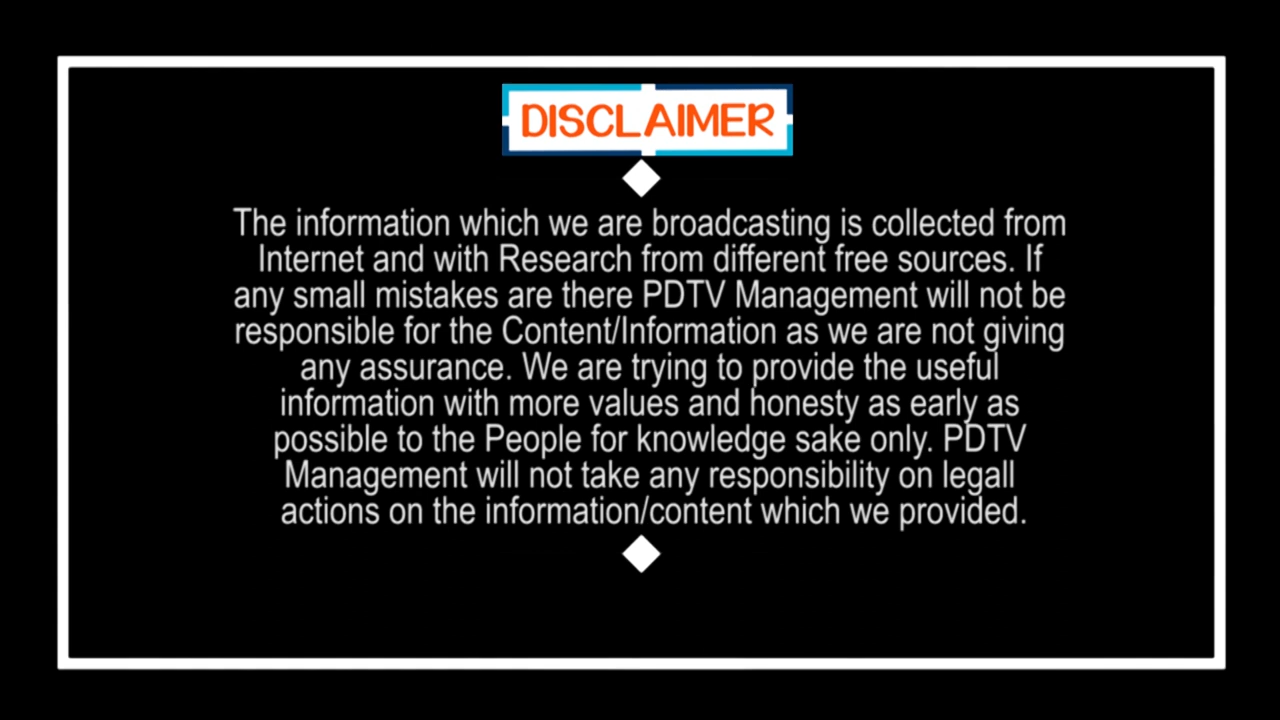 DISCLAIMER
The information which we are broadcasting is collected from
Internet and with Research from different free sources. If
any small mistakes are there PDTV Management will not be
responsible for the Content/Information as we are not giving
any assurance. We are trying to provide the useful
information with more values and honesty as early as
possible to the People for knowledge sake only. PDTV
Management will not take any responsibility on legall
actions on the information/content which we provided.